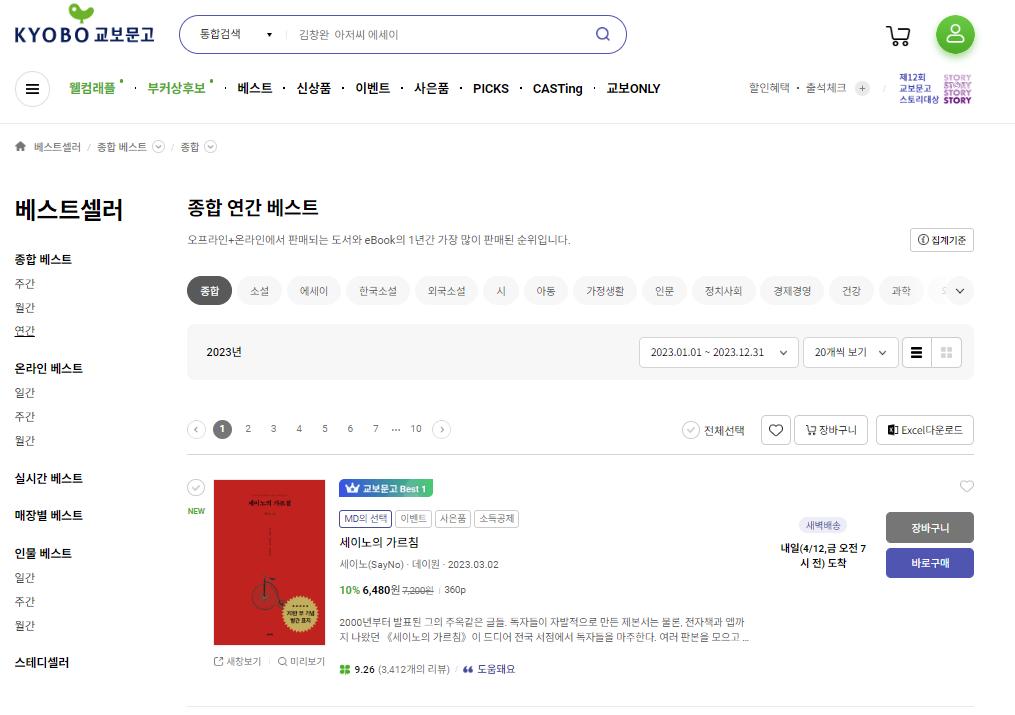 KYOBO 교보문고
통합검색
김창완 아저씨 에세이
웰컴래플 · 부커상후보 · 베스트 · 신상품 · 이벤트 · 사은품 · PICKS · CASTing · 교보ONLY
할인혜택 · 출석체크 +
제12회
교보문고
스토리대상
STORY
STORY
STORY
STORY
베스트셀러 / 종합 베스트 / 종합
베스트셀러
종합 베스트
주간
월간
연간
온라인 베스트
일간
주간
월간
실시간 베스트
매장별 베스트
인물 베스트
일간
주간
월간
스테디셀러
종합 연간 베스트
오프라인+온라인에서 판매되는 도서와 eBook의 1년간 가장 많이 판매된 순위입니다.
집계기준
종합 소설 에세이 한국소설 외국소설 시 아동 가정생활 인문 정치사회 경제경영 건강 과학
2023년
2023.01.01 ~ 2023.12.31
20개씩 보기
1 2 3 4 5 6 7 ... 10
전체선택
장바구니
Excel다운로드
NEW
세이노의 가르침
교보문고 Best 1
MD의 선택 이벤트 사은품 소득공제
세이노의 가르침
세이노(SayNo) · 데이원 · 2023.03.02
10% 6,480원 7,200원 | 360p
2000년부터 발표된 그의 주옥같은 글들. 독자들이 자발적으로 만든 제본서는 물론, 전자책과 앱까
지 나왔던 《세이노의 가르침》이 드디어 전국 서점에서 독자들을 마주한다. 여러 판본을 모으고 ...
9.26 (3,412개의 리뷰) / 도움돼요
새창보기 | 미리보기
새벽배송
내일(4/12,금 오전 7
시 전) 도착
장바구니
바로구매